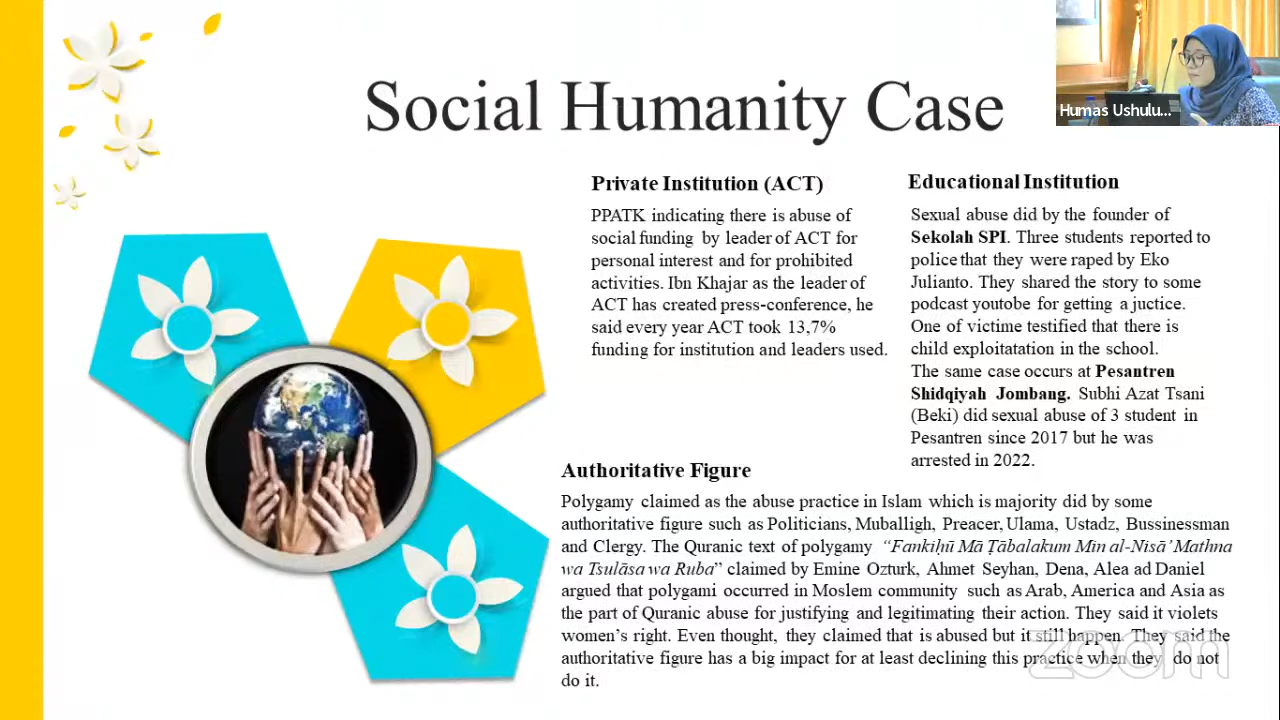 Social Humanity Case
Humas Ushulu...
Private Institution (ACT)
PPATK indicating there is abuse of
social funding by leader of ACT for
personal interest and for prohibited
activities. Ibn Khajar as the leader of
ACT has created press-conference, he
said every year ACT took 13,7%
funding for institution and leaders used.
Educational Institution
Sexual abuse did by the founder of
Sekolah SPI. Three students reported to
police that they were raped by Eko
Julianto. They shared the story to some
podcast youtube for getting a juctice.
One of victime testified that there is
child exploitatation in the school.
The same case occurs at Pesantren
Shidqiyah Jombang. Subhi Azat Tsani
(Beki) did sexual abuse of 3 student in
Pesantren since 2017 but he was
arrested in 2022.
Authoritative Figure
Polygamy claimed as the abuse practice in Islam which is majority did by some
authoritative figure such as Politicians, Muballigh, Preacer, Ulama, Ustadz, Bussinessman
and Clergy. The Quranic text of polygamy “Fankiḥū Mā Ṭābalakum Min al-Nisā’ Mathna
wa Tsulāsa wa Ruba” claimed by Emine Ozturk, Ahmet Seyhan, Dena, Alea ad Daniel
argued that polygami occurred in Moslem community such as Arab, America and Asia as
the part of Quranic abuse for justifying and legitimating their action. They said it violets
women’s right. Even thought, they claimed that is abused but it still happen. They said the
authoritative figure has a big impact for at least declining this practice when they do not
do it.
zoom